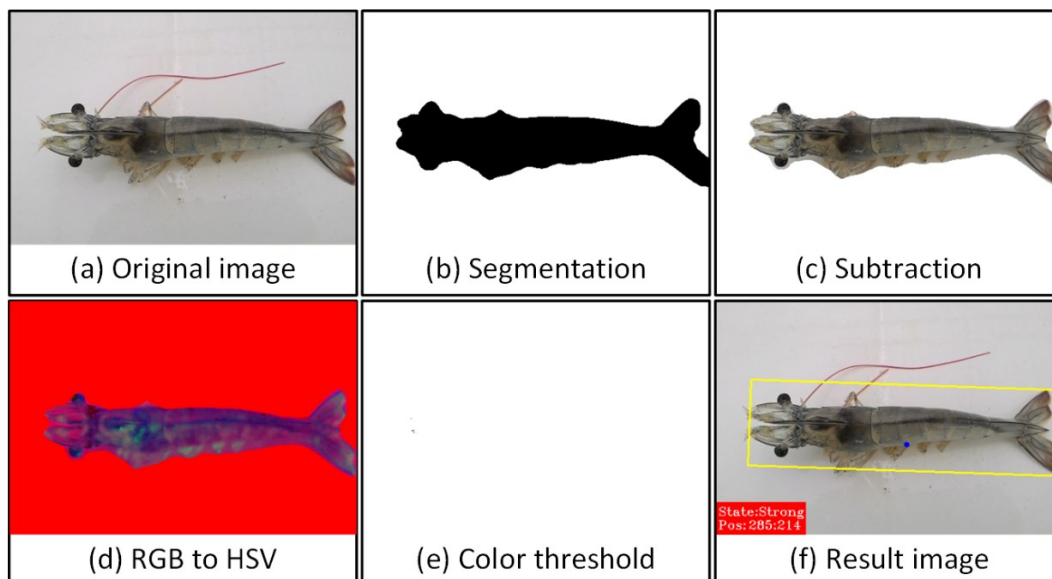 (a) Original image
(b) Segmentation
(c) Subtraction
(d) RGB to HSV
(e) Color threshold
State:Strong
Pos:285:214
(f) Result image